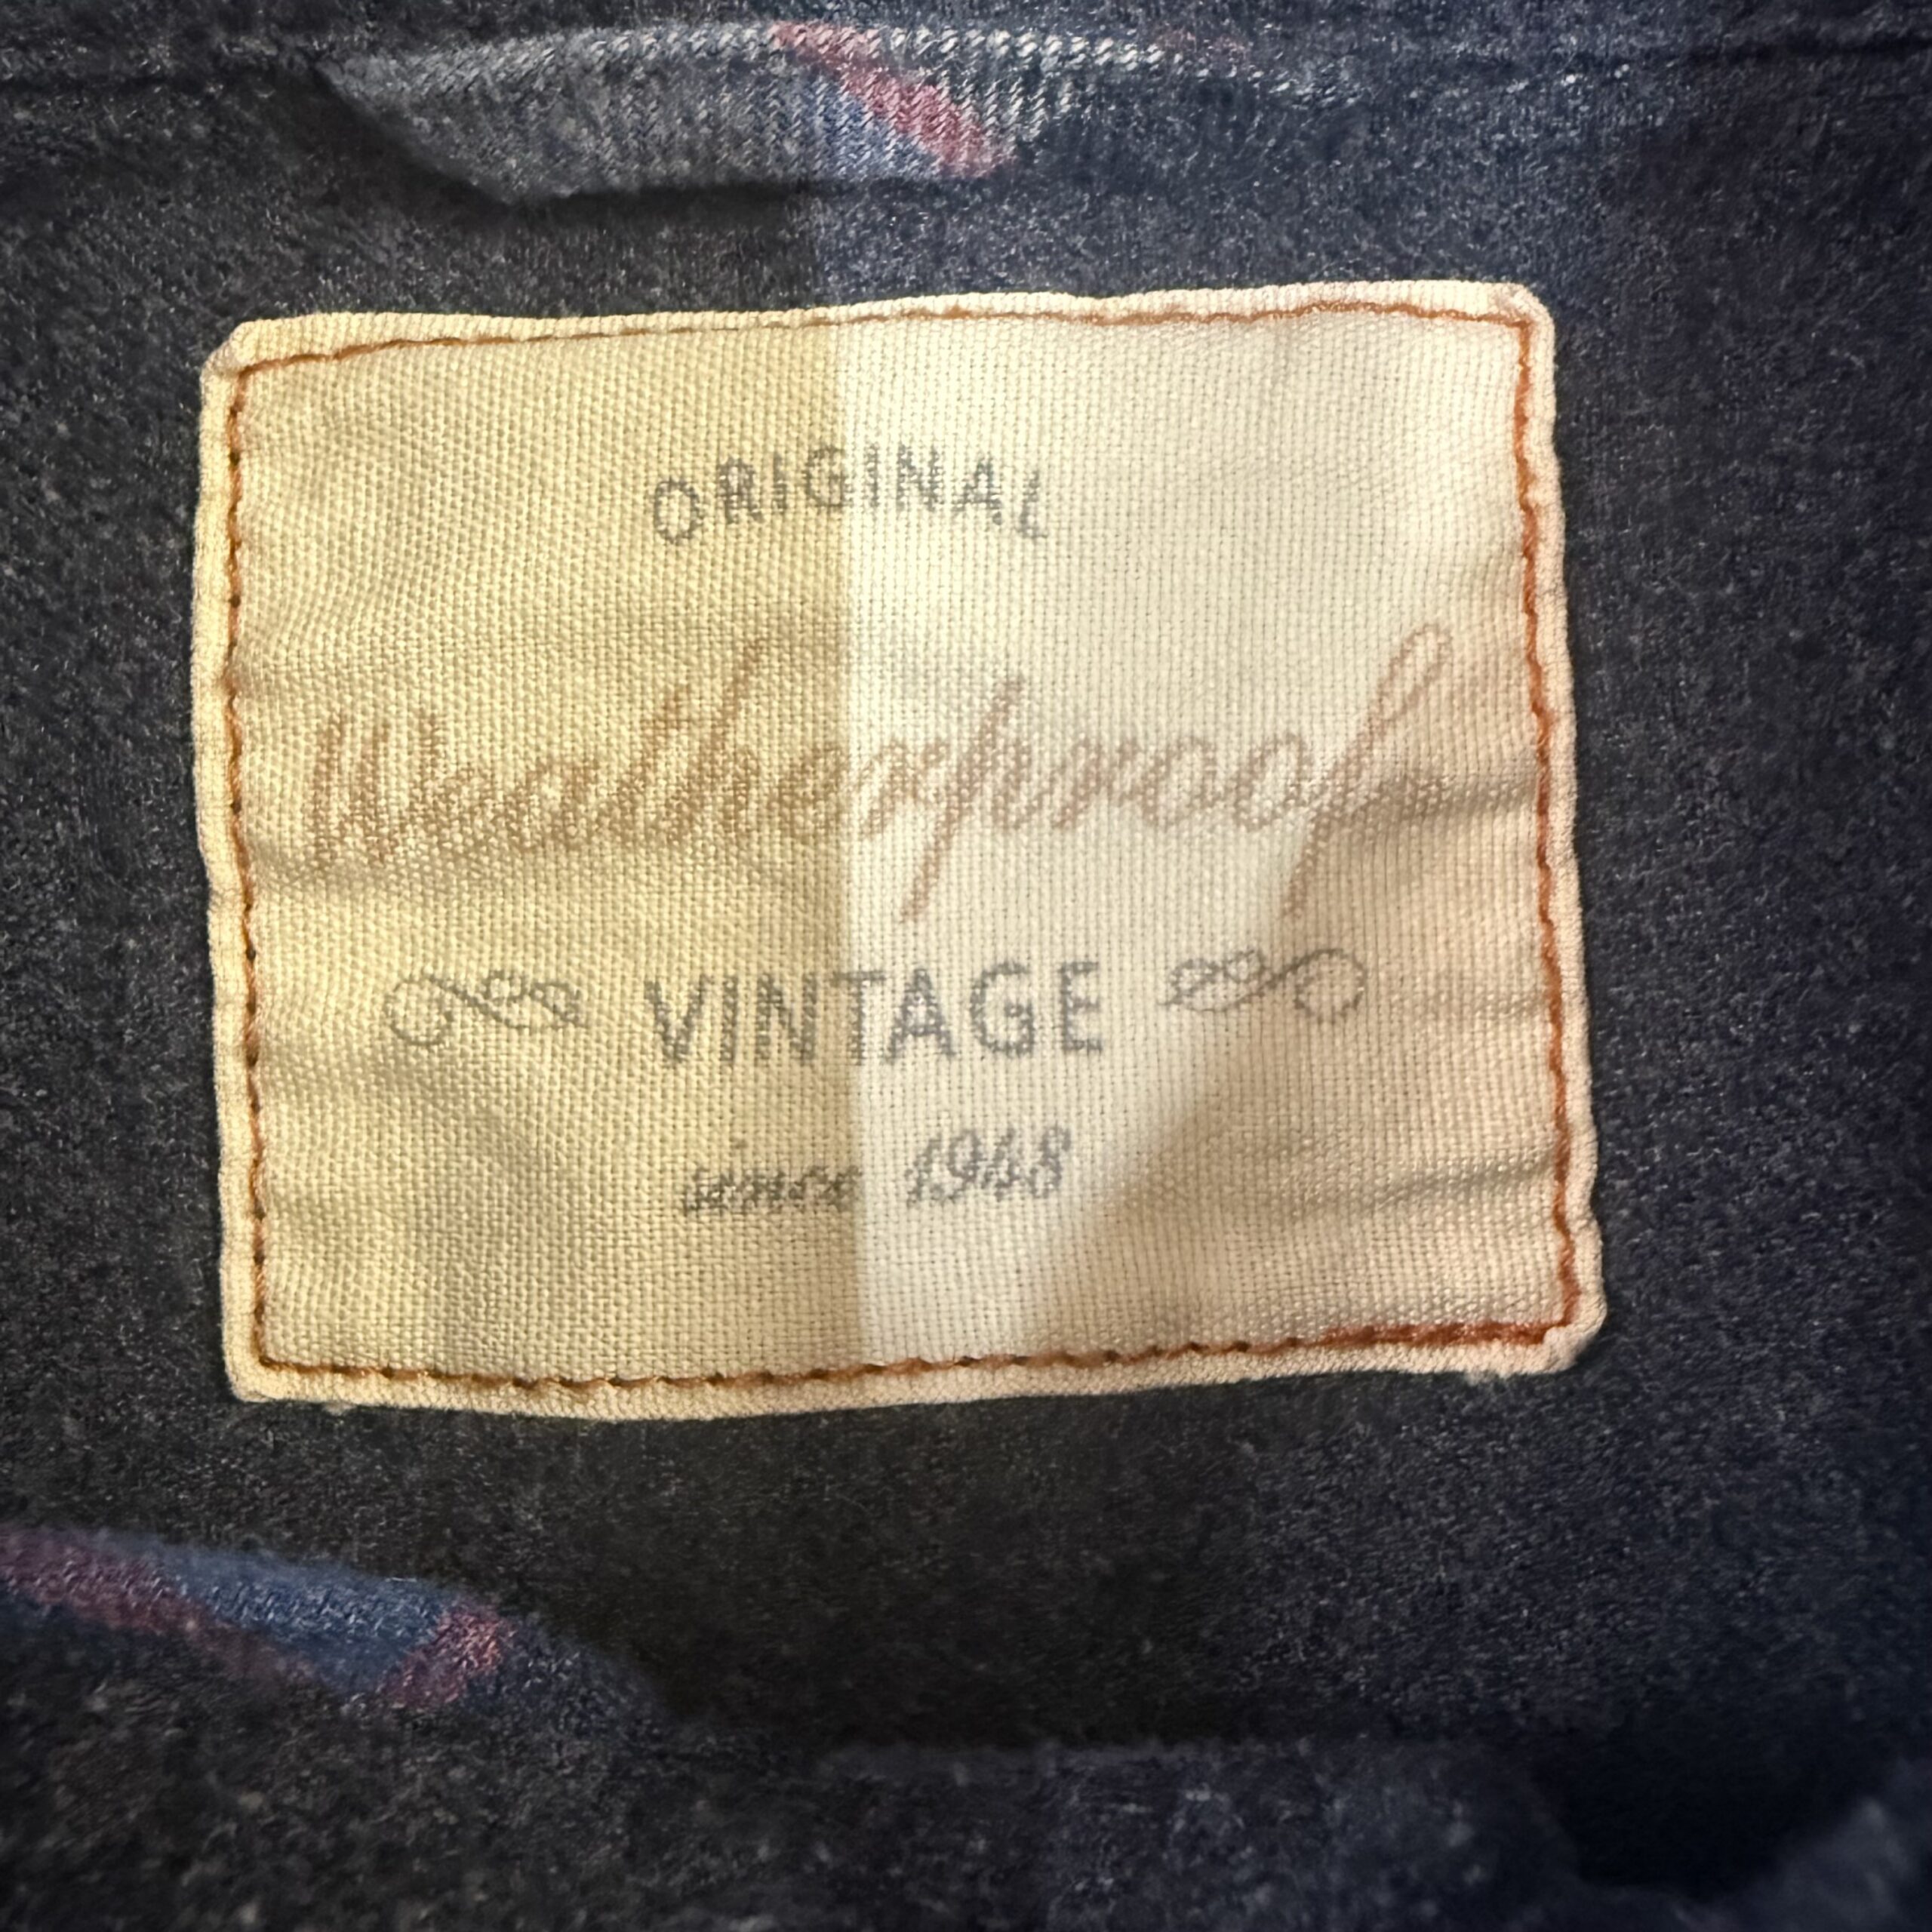 ORIGINAL
Weatherproof
VINTAGE
since 1948